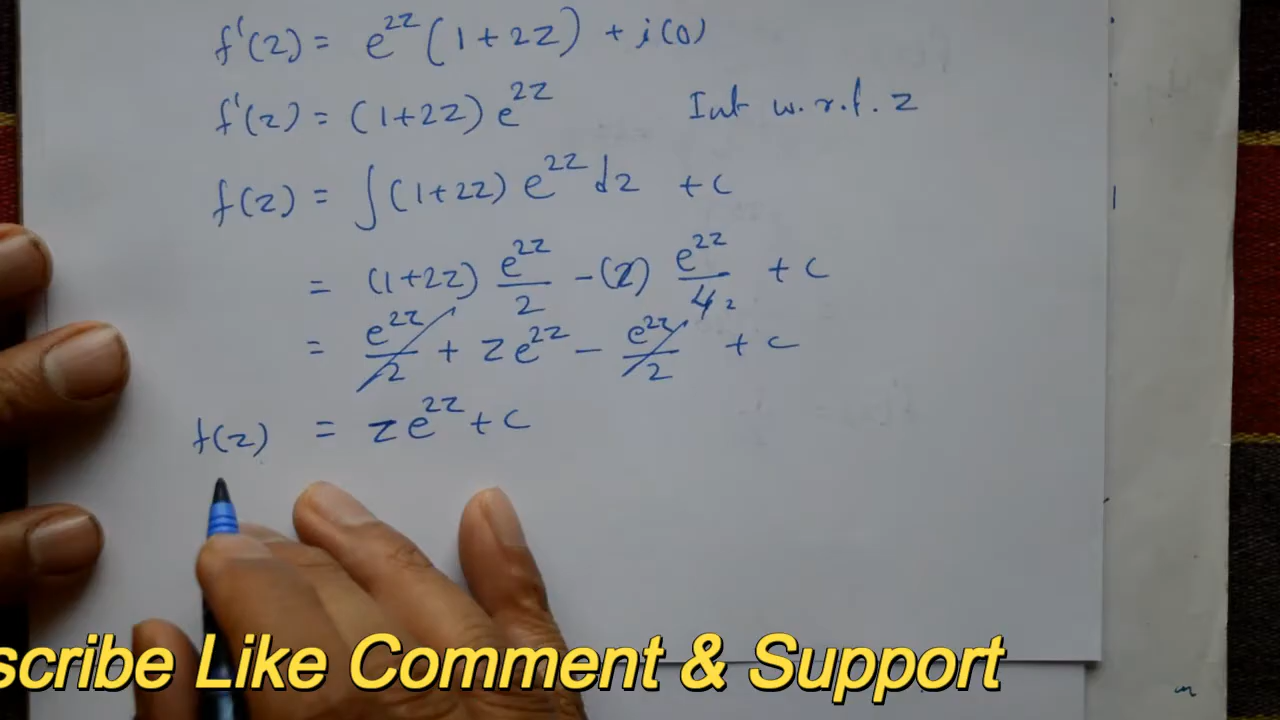 f'(z) = e^{2z} (1 + 2z) + i(0)
f'(z) = (1+2z) e^{2z} Int w.r.t. z
f(z) = ∫(1+2z) e^{2z} dz + c
= (1+2z) e^{2z}/2 - (2) e^{2z}/4 2 + c
= e^{2z}/2 + z e^{2z} - e^{2z}/2 + c
f(z) = z e^{2z} + c
scribe Like Comment & Support